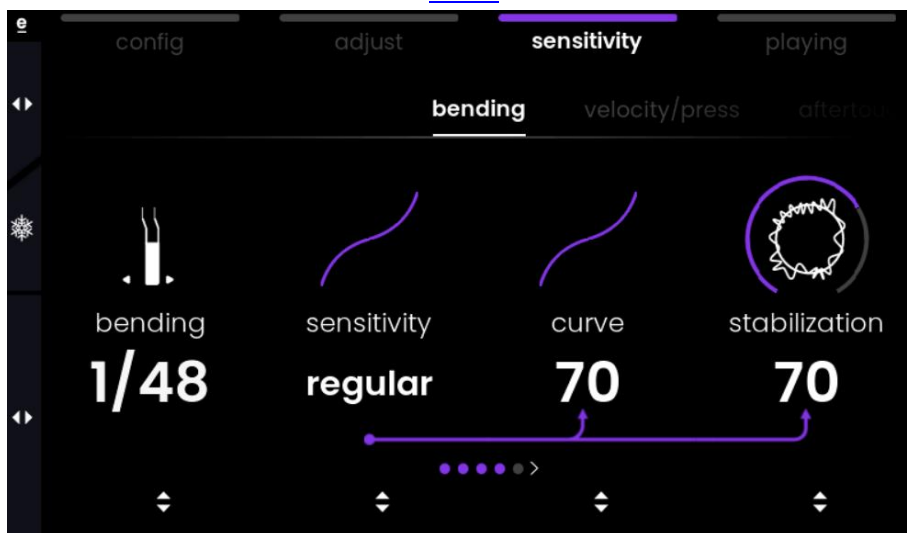 e
config adjust sensitivity playing
bending velocity/press
bending sensitivity curve stabilization
1/48 regular 70 70